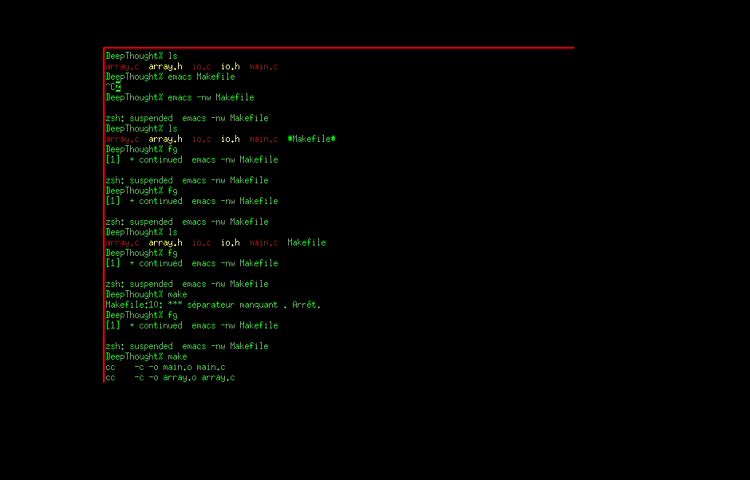 DeepThought% ls
array.c  array.h  io.c  io.h  main.c
DeepThought% emacs Makefile
^Cz
DeepThought% emacs -nw Makefile
zsh: suspended  emacs -nw Makefile
DeepThought% ls
array.c  array.h  io.c  io.h  main.c  #Makefile#
DeepThought% fg
[1]  + continued  emacs -nw Makefile
zsh: suspended  emacs -nw Makefile
DeepThought% fg
[1]  + continued  emacs -nw Makefile
zsh: suspended  emacs -nw Makefile
DeepThought% ls
array.c  array.h  io.c  io.h  main.c  Makefile
DeepThought% fg
[1]  + continued  emacs -nw Makefile
zsh: suspended  emacs -nw Makefile
DeepThought% make
Makefile:10: *** séparateur manquant . Arrêt.
DeepThought% fg
[1]  + continued  emacs -nw Makefile
zsh: suspended  emacs -nw Makefile
DeepThought% make
cc    -c -o main.o main.c
cc    -c -o array.o array.c